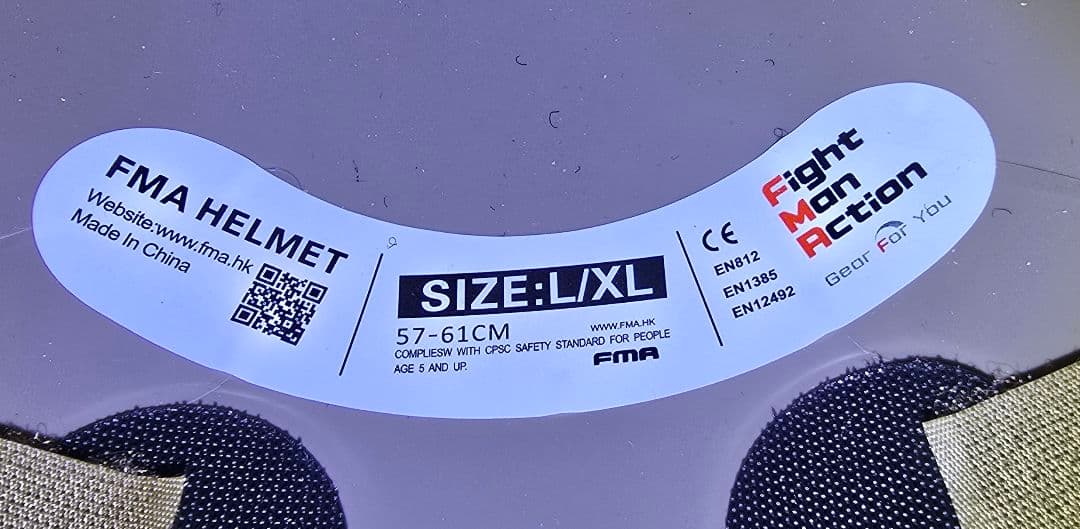 FMA HELMET
Website:www.fma.hk
Made In China
SIZE:L/XL
57-61CM
WWW.FMA.HK
COMPLIESW WITH CPSC SAFETY STANDARD FOR PEOPLE
AGE 5 AND UP.
FMA
CE
EN812
EN1385
EN12492
Fight
Man
Action
Gear For You